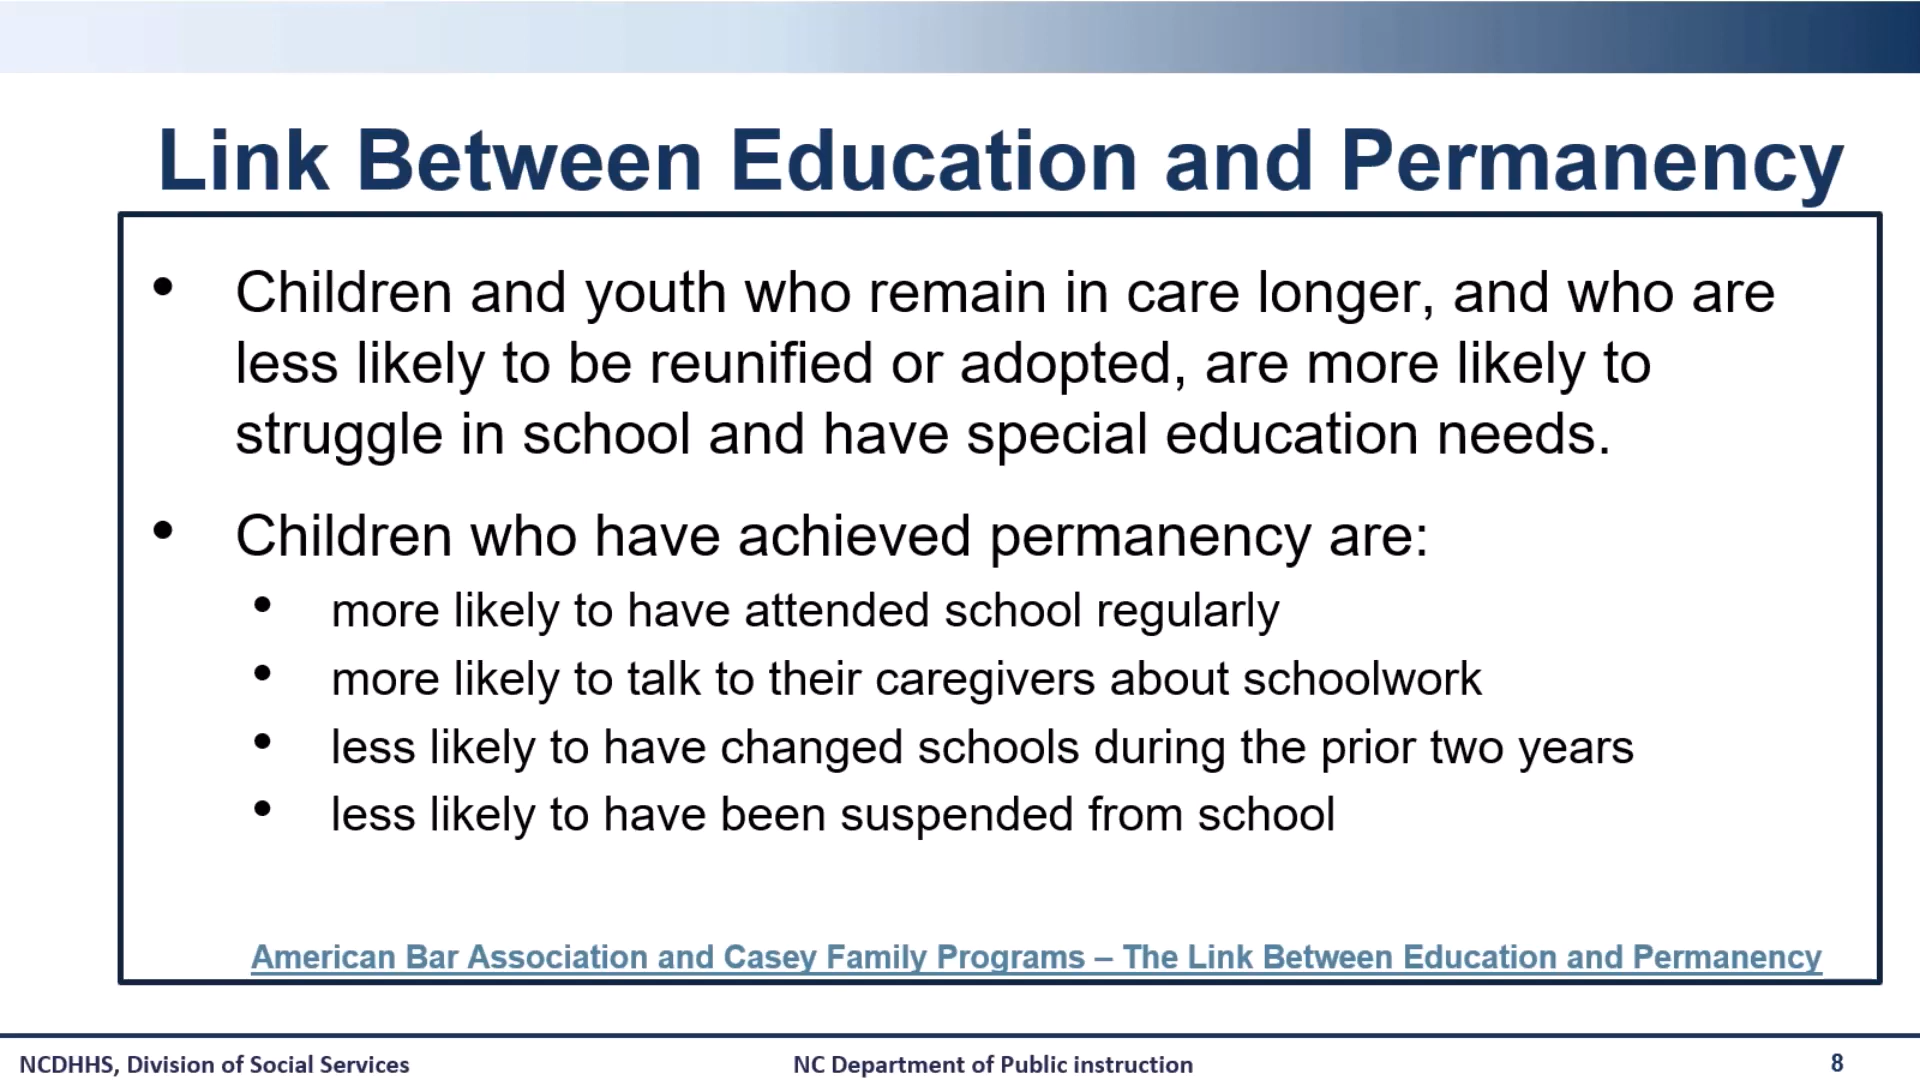 Link Between Education and Permanency
• Children and youth who remain in care longer, and who are
less likely to be reunified or adopted, are more likely to
struggle in school and have special education needs.
• Children who have achieved permanency are:
• more likely to have attended school regularly
• more likely to talk to their caregivers about schoolwork
• less likely to have changed schools during the prior two years
• less likely to have been suspended from school
American Bar Association and Casey Family Programs – The Link Between Education and Permanency
NCDHHS, Division of Social Services
NC Department of Public instruction
8